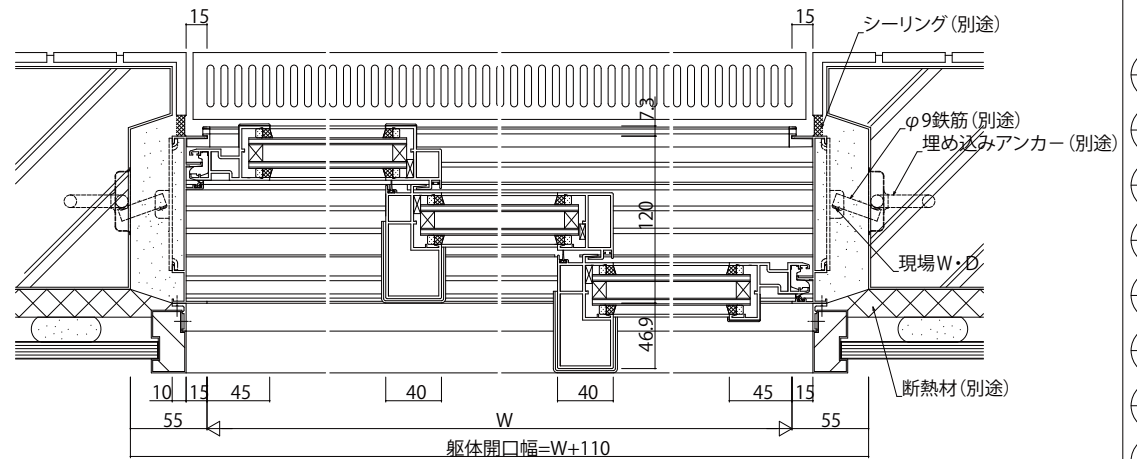 15
15
シーリング(別途)
7.3
φ9鉄筋(別途)
埋め込みアンカー(別途)
120
現場W・D
46.9
断熱材(別途)
10
15
45
40
40
45
15
55
W
55
躯体開口幅=W+110